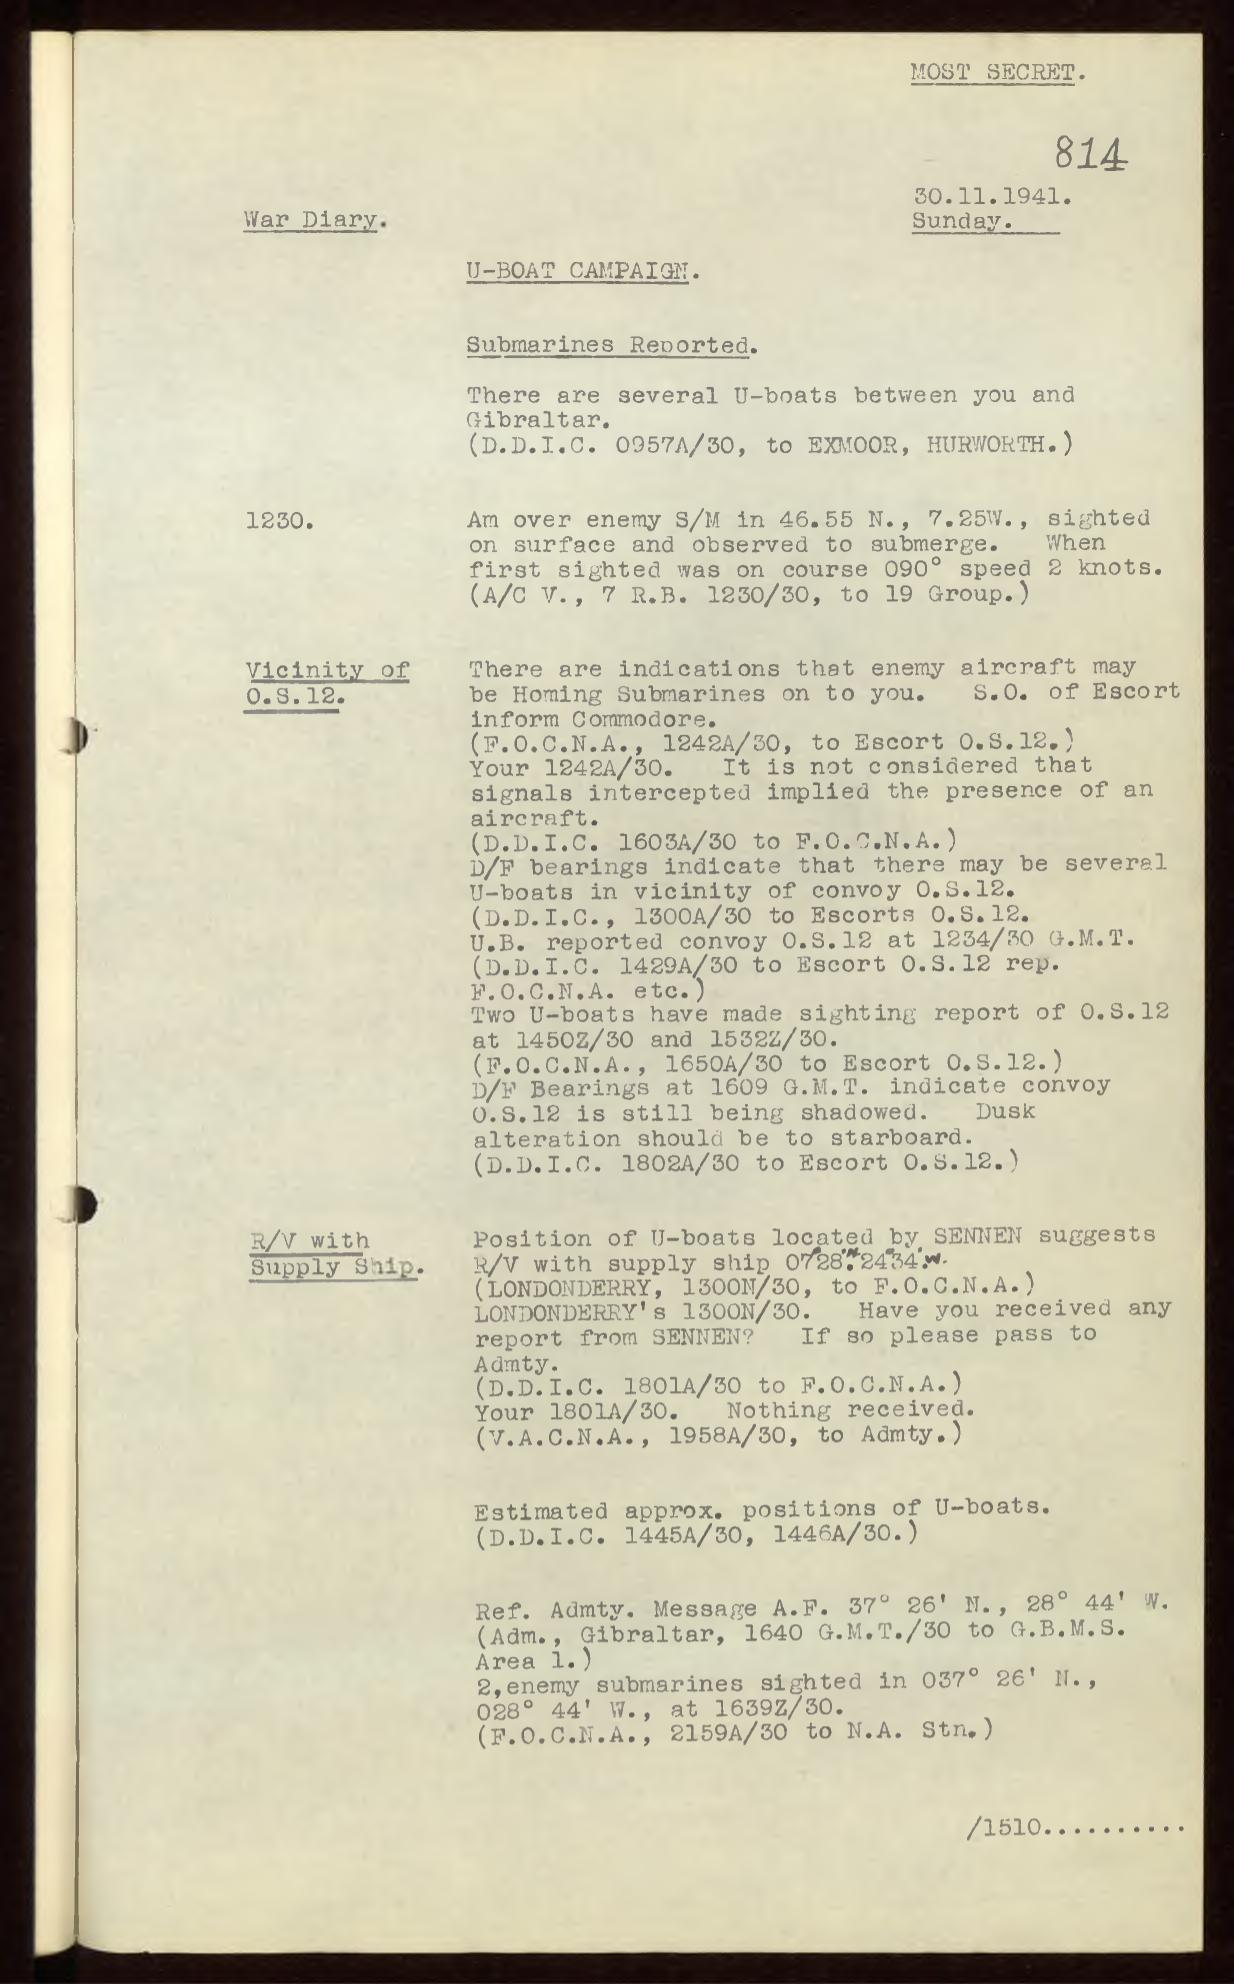 MOST SECRET.
814
30.11.1941.
War Diary.
Sunday.
U-BOAT CAMPAIGN.
Submarines Reported.
There are several U-boats between you and
Gibraltar.
(D.D.I.C. 0957A/30, to EXMOOR, HURWORTH.)
1230.
Am over enemy S/M in 46.55 N., 7.25W., sighted
on surface and observed to submerge. When
first sighted was on course 090° speed 2 knots.
(A/C V., 7 R.B. 1230/30, to 19 Group.)
Vicinity of
O.S.12.
There are indications that enemy aircraft may
be Homing Submarines on to you. S.O. of Escort
inform Commodore.
(F.O.C.N.A., 1242A/30, to Escort O.S.12.)
Your 1242A/30. It is not considered that
signals intercepted implied the presence of an
aircraft.
(D.D.I.C. 1603A/30 to F.O.C.N.A.)
D/F bearings indicate that there may be several
U-boats in vicinity of convoy O.S.12.
(D.D.I.C., 1300A/30 to Escorts O.S.12.
U.B. reported convoy O.S.12 at 1234/30 G.M.T.
(D.D.I.C. 1429A/30 to Escort O.S.12 rep.
F.O.C.N.A. etc.)
Two U-boats have made sighting report of O.S.12
at 1450Z/30 and 1532Z/30.
(F.O.C.N.A., 1650A/30 to Escort O.S.12.)
D/F Bearings at 1609 G.M.T. indicate convoy
O.S.12 is still being shadowed. Dusk
alteration should be to starboard.
(D.D.I.C. 1802A/30 to Escort O.S.12.)
R/V with
Supply Ship.
Position of U-boats located by SENNEN suggests
R/V with supply ship 07°28'N. 24°34'W.
(LONDONDERRY, 1300N/30, to F.O.C.N.A.)
LONDONDERRY's 1300N/30. Have you received any
report from SENNEN? If so please pass to
Admty.
(D.D.I.C. 1801A/30 to F.O.C.N.A.)
Your 1801A/30. Nothing received.
(V.A.C.N.A., 1958A/30, to Admty.)
Estimated approx. positions of U-boats.
(D.D.I.C. 1445A/30, 1446A/30.)
Ref. Admty. Message A.F. 37° 26' N., 28° 44' W.
(Adm., Gibraltar, 1640 G.M.T./30 to G.B.M.S.
Area 1.)
2,enemy submarines sighted in 037° 26' N.,
028° 44' W., at 1639Z/30.
(F.O.C.N.A., 2159A/30 to N.A. Stn.)
/1510..........